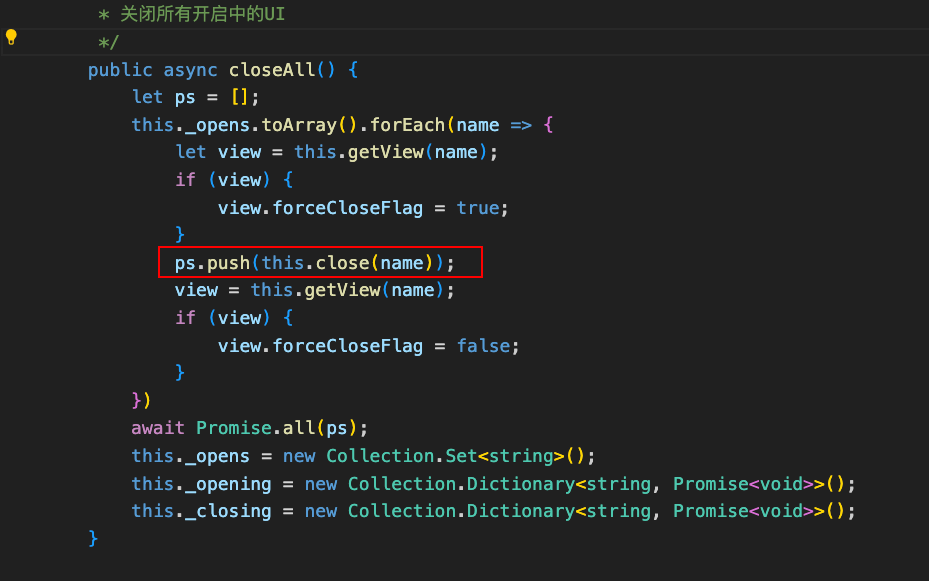 * 关闭所有开启中的UI
*/
public async closeAll() {
let ps = [];
this._opens.toArray().forEach(name => {
let view = this.getView(name);
if (view) {
view.forceCloseFlag = true;
}
ps.push(this.close(name));
view = this.getView(name);
if (view) {
view.forceCloseFlag = false;
}
})
await Promise.all(ps);
this._opens = new Collection.Set<string>();
this._opening = new Collection.Dictionary<string, Promise<void>>();
this._closing = new Collection.Dictionary<string, Promise<void>>();
}